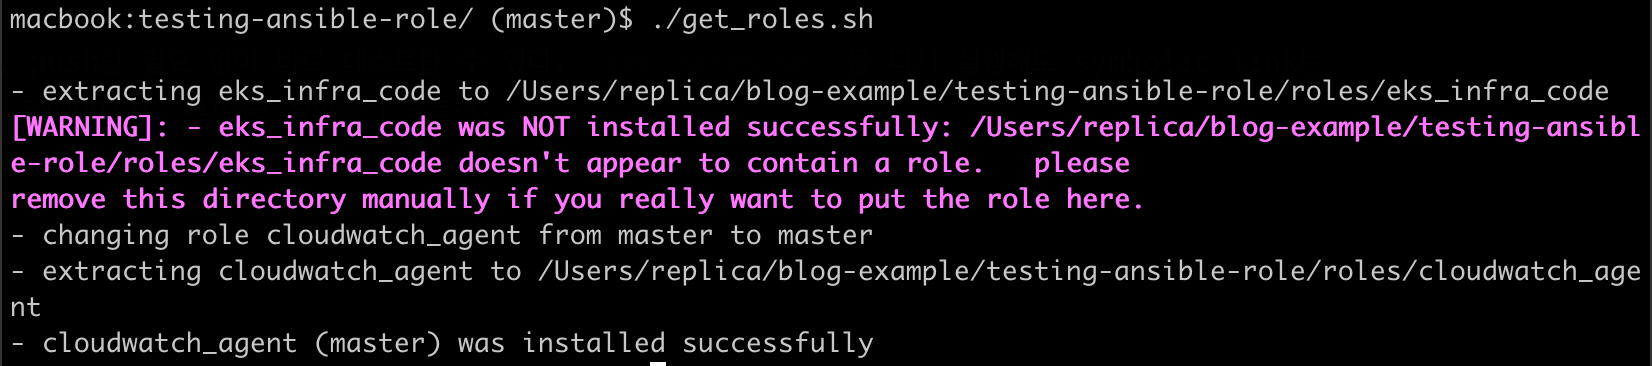 macbook:testing-ansible-role/ (master)$ ./get_roles.sh
- extracting eks_infra_code to /Users/replica/blog-example/testing-ansible-role/roles/eks_infra_code
[WARNING]: - eks_infra_code was NOT installed successfully: /Users/replica/blog-example/testing-ansibl
e-role/roles/eks_infra_code doesn't appear to contain a role.   please
remove this directory manually if you really want to put the role here.
- changing role cloudwatch_agent from master to master
- extracting cloudwatch_agent to /Users/replica/blog-example/testing-ansible-role/roles/cloudwatch_age
nt
- cloudwatch_agent (master) was installed successfully